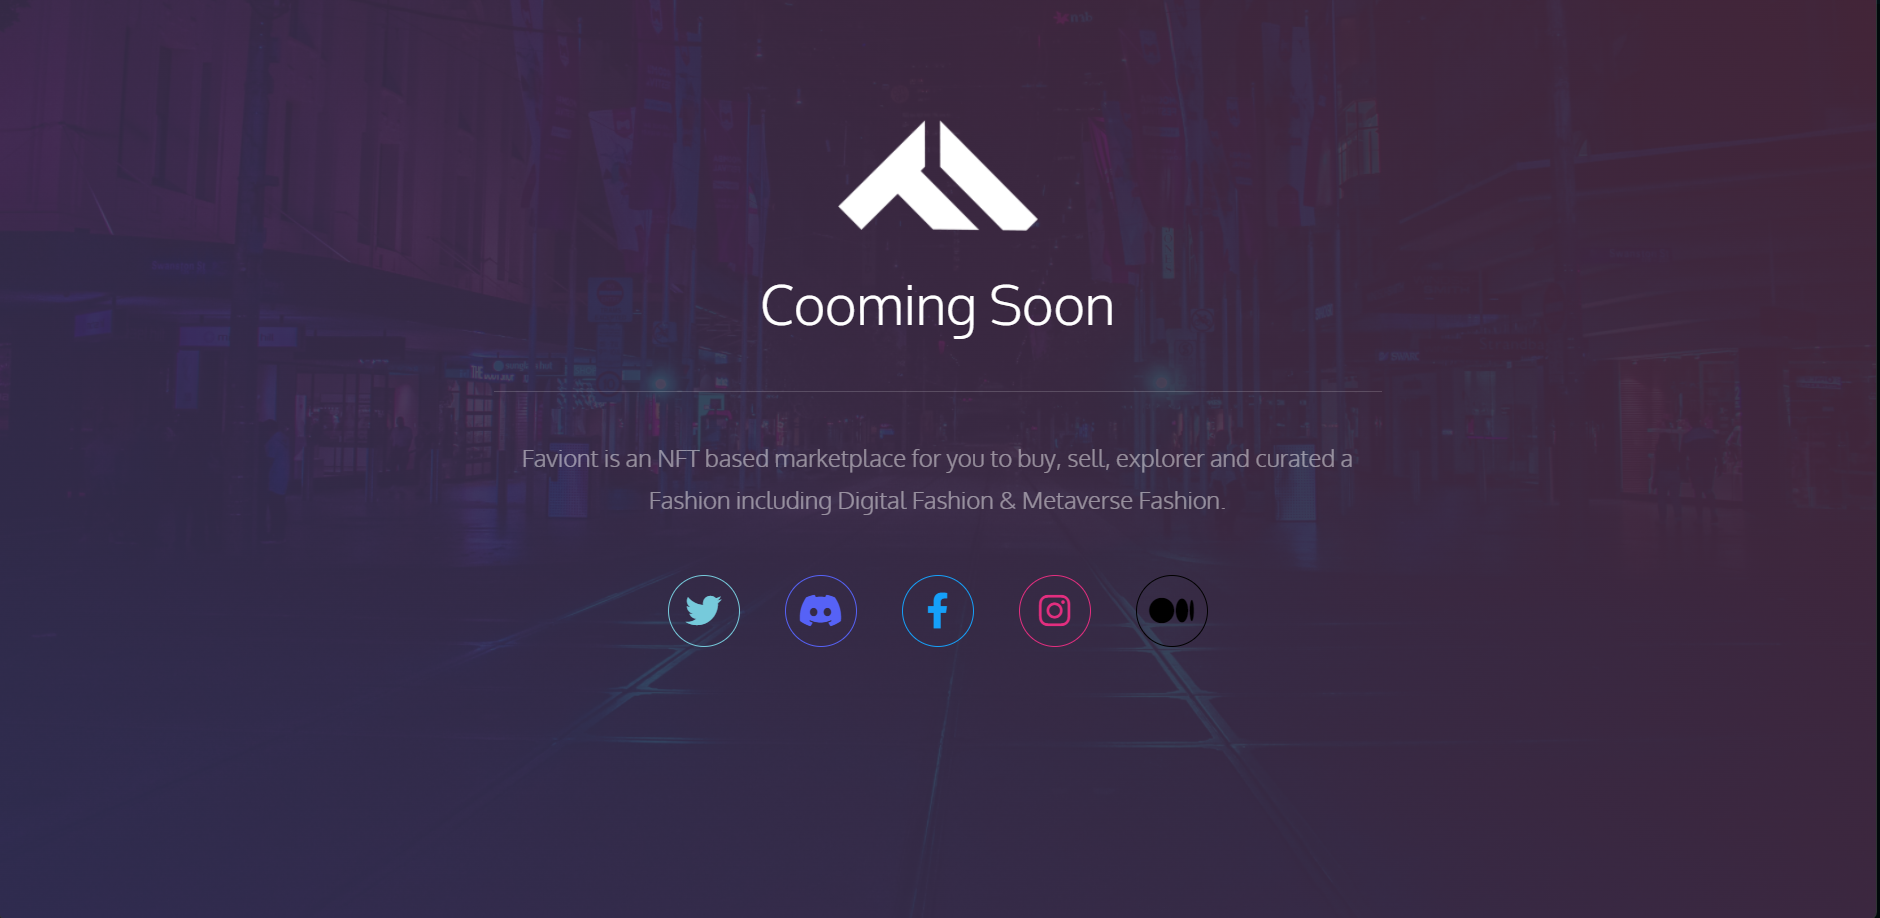 Cooming Soon
Faviont is an NFT based marketplace for you to buy, sell, explorer and curated a
Fashion including Digital Fashion & Metaverse Fashion.